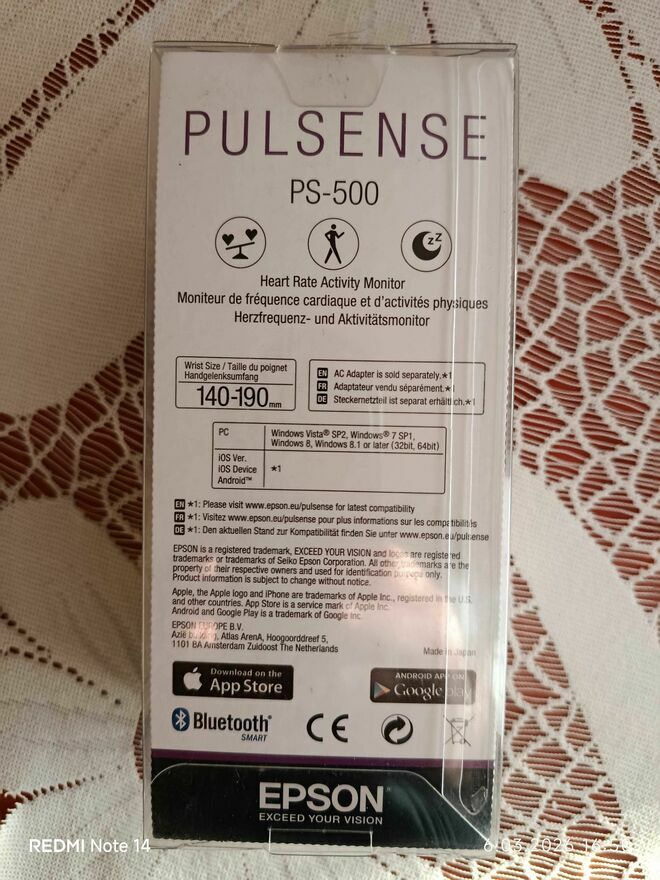 PULSENSE
PS-500
z Z
Heart Rate Activity Monitor
Moniteur de fréquence cardiaque et d'activités physiques
Herzfrequenz- und Aktivitätsmonitor
Wrist Size / Taille du poignet
Handgelenksumfang
140-190mm
EN AC Adapter is sold separately.★1
FR Adaptateur vendu séparément.★1
DE Steckernetzteil ist separat erhältlich.★1
PC Windows Vista® SP2, Windows® 7 SP1,
Windows 8, Windows 8.1 or later (32bit, 64bit)
iOS Ver.
iOS Device ★1
Android™
EN ★1: Please visit www.epson.eu/pulsense for latest compatibility
FR ★1: Visitez www.epson.eu/pulsense pour plus informations sur les compatibilités
DE ★1: Den aktuellen Stand zur Kompatibilität finden Sie unter www.epson.eu/pulsense
EPSON is a registered trademark, EXCEED YOUR VISION and logos are registered
trademarks or trademarks of Seiko Epson Corporation. All other trademarks are the
property of their respective owners and used for identification purpose only.
Product information is subject to change without notice.
Apple, the Apple logo and iPhone are trademarks of Apple Inc., registered in the U.S.
and other countries. App Store is a service mark of Apple Inc.
Android and Google Play is a trademark of Google Inc.
EPSON EUROPE B.V.
Azië building, Atlas ArenA, Hoogoorddreef 5,
1101 BA Amsterdam Zuidoost The Netherlands
Made in Japan
Download on the
App Store
ANDROID APP ON
Google play
Bluetooth®
SMART
CE
EPSON
EXCEED YOUR VISION
REDMI Note 14
6/03/2026 16:50